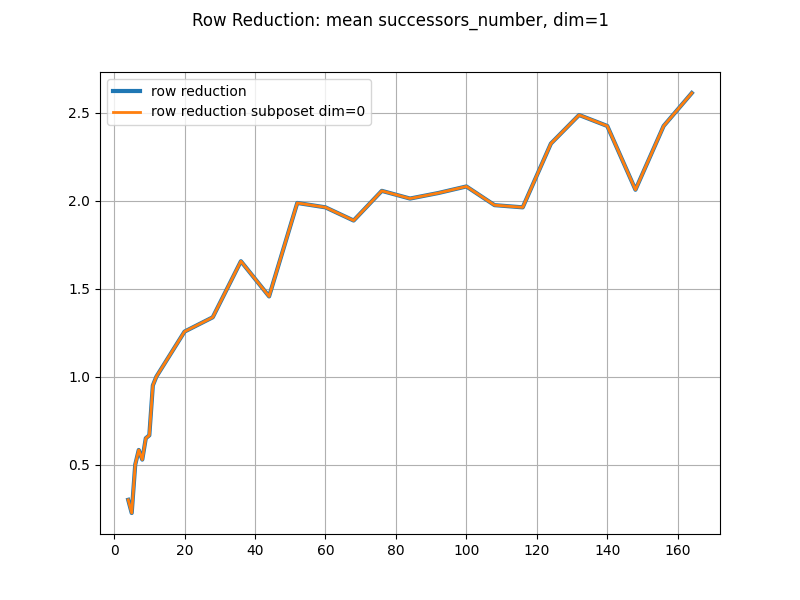 Row Reduction: mean successors_number, dim=1
row reduction
row reduction subposet dim=0
2.5
2.0
1.5
1.0
0.5
0 20 40 60 80 100 120 140 160